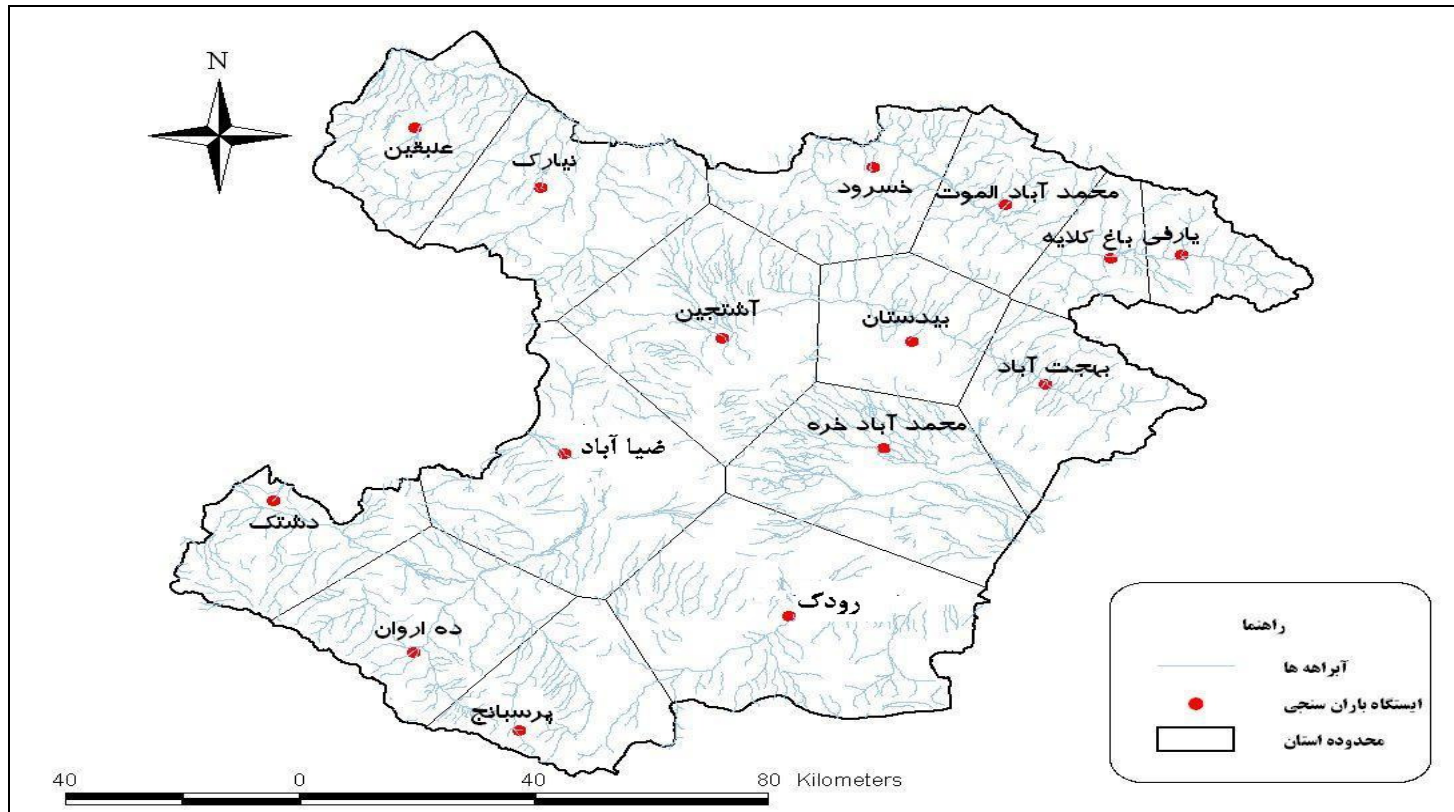 N
علبقین
نیارک
خسرود
محمد آباد الموت
باغ کلایه
یارفی
آشتجین
بیدستان
بهجت آباد
محمد آباد خره
ضیا آباد
دشتک
رودک
ده اروان
پرسبانج
راهنما
آبراهه ها
ایستگاه باران سنجی
محدوده استان
40 0 40 80 Kilometers